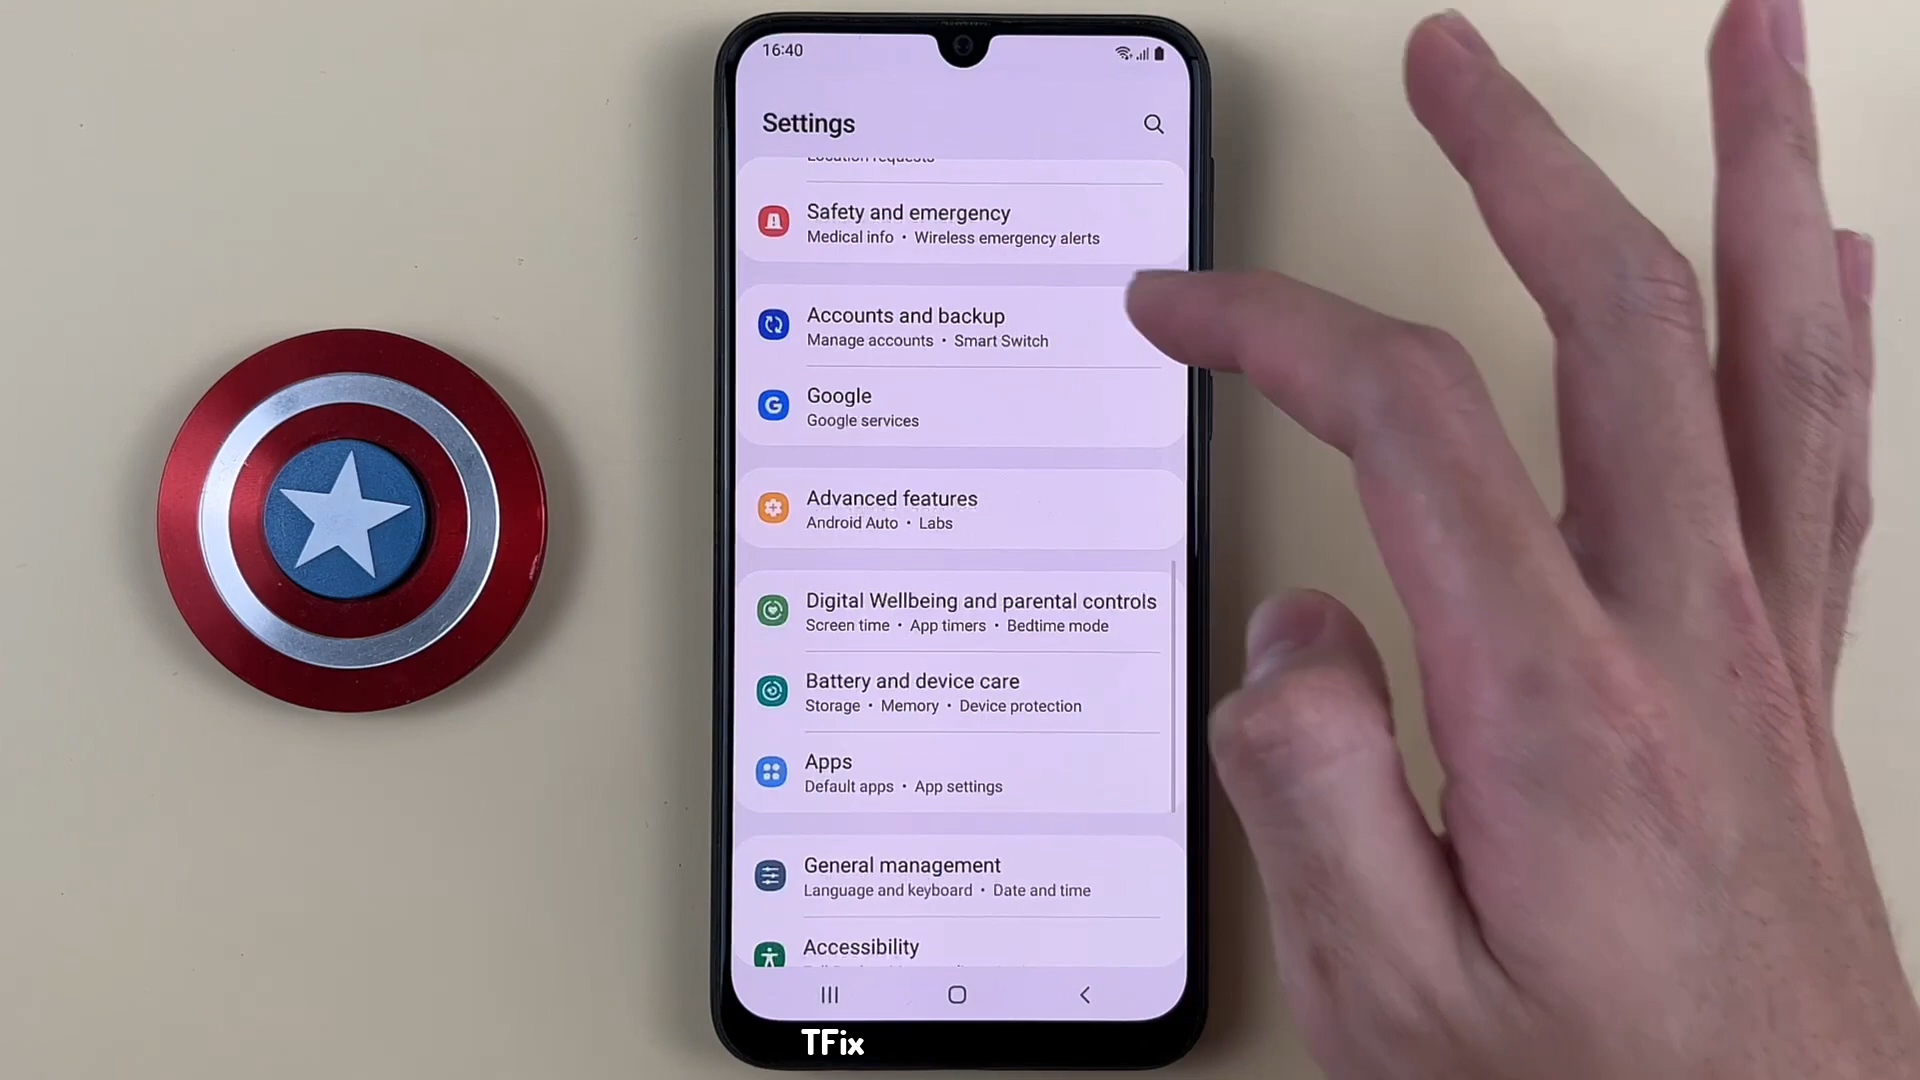 16:40
Settings
Location requests
Safety and emergency
Medical info • Wireless emergency alerts
Accounts and backup
Manage accounts • Smart Switch
Google
Google services
Advanced features
Android Auto • Labs
Digital Wellbeing and parental controls
Screen time • App timers • Bedtime mode
Battery and device care
Storage • Memory • Device protection
Apps
Default apps • App settings
General management
Language and keyboard • Date and time
Accessibility
TFix